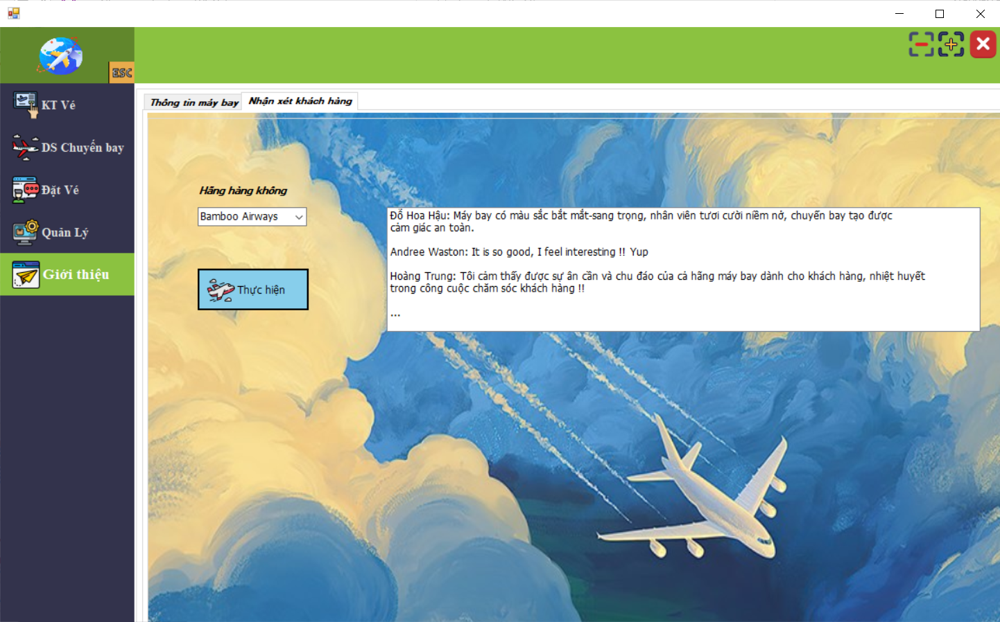 ESC
KT Vé
DS Chuyến bay
Đặt Vé
Quản Lý
Giới thiệu
Thông tin máy bay
Nhận xét khách hàng
Hãng hàng không
Bamboo Airways
Thực hiện
Đỗ Hoa Hậu: Máy bay có màu sắc bắt mắt-sang trọng, nhân viên tươi cười niềm nở, chuyến bay tạo được
cảm giác an toàn.
Andree Waston: It is so good, I feel interesting !! Yup
Hoàng Trung: Tôi cảm thấy được sự ân cần và chu đáo của cả hãng máy bay dành cho khách hàng, nhiệt huyết
trong công cuộc chăm sóc khách hàng !!
...